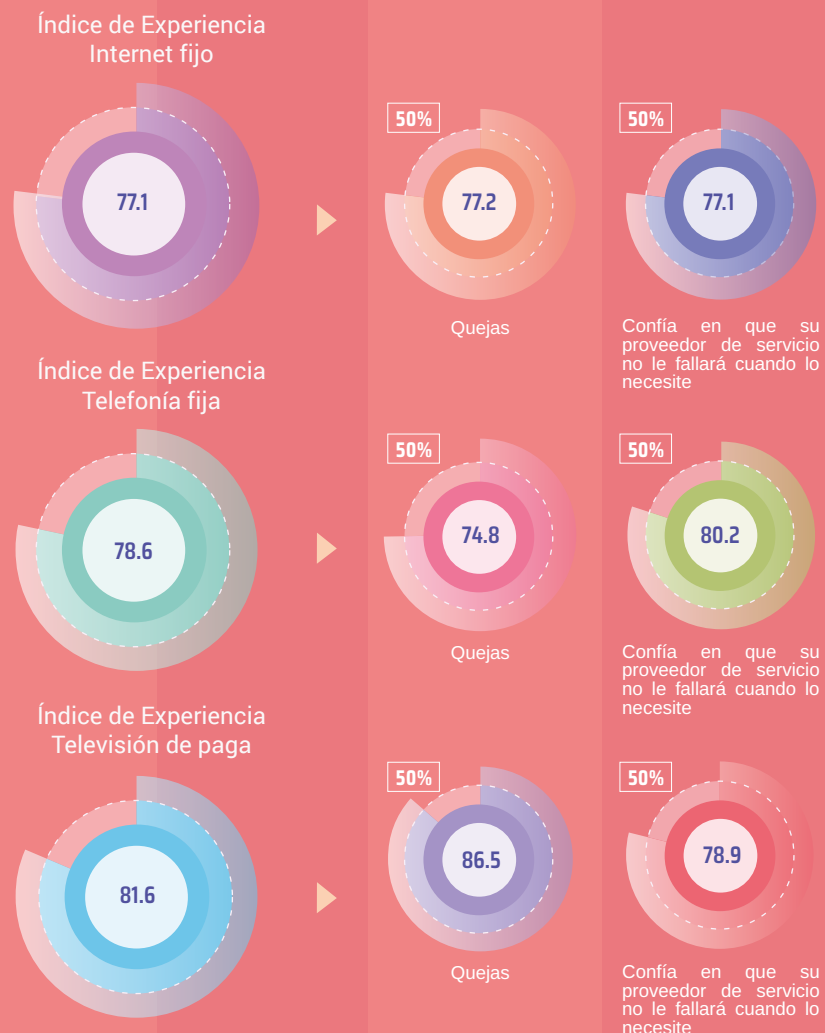 Índice de Experiencia
Internet fijo
77.1
50%
77.2
Quejas
50%
77.1
Confía en que su
proveedor de servicio
no le fallará cuando lo
necesite
Índice de Experiencia
Telefonía fija
78.6
50%
74.8
Quejas
50%
80.2
Confía en que su
proveedor de servicio
no le fallará cuando lo
necesite
Índice de Experiencia
Televisión de paga
81.6
50%
86.5
Quejas
50%
78.9
Confía en que su
proveedor de servicio
no le fallará cuando lo
necesite